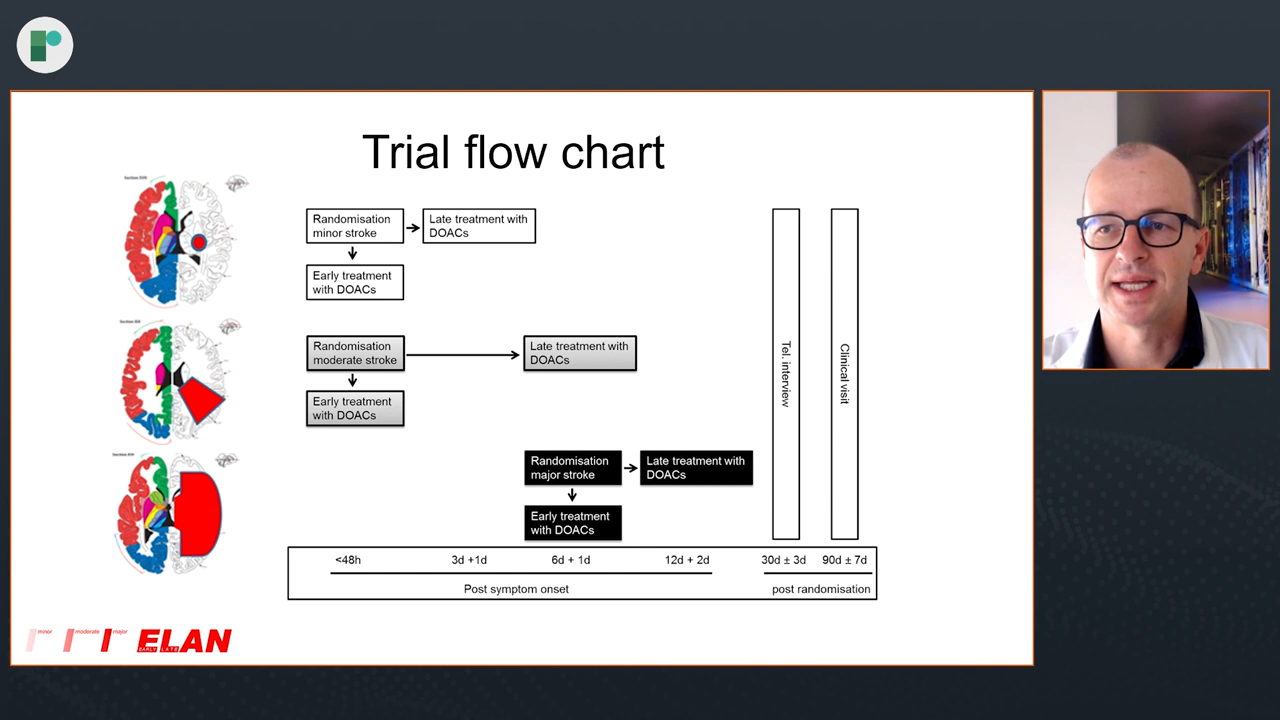 Trial flow chart
Randomisation
minor stroke
Late treatment with
DOACs
Early treatment
with DOACs
Randomisation
moderate stroke
Late treatment with
DOACs
Early treatment
with DOACs
Randomisation
major stroke
Late treatment with
DOACs
Early treatment
with DOACs
Tel. interview
Clinical visit
<48h
3d +1d
6d + 1d
12d + 2d
30d ± 3d
90d ± 7d
Post symptom onset
post randomisation
minor
moderate
major
ELAN
EARLY LATE